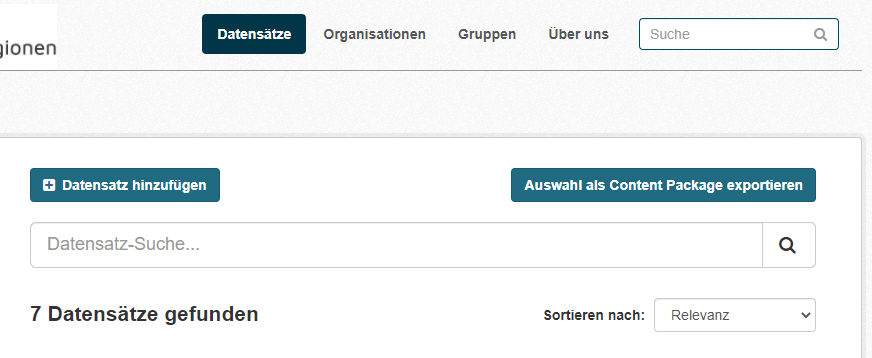 Datensätze Organisationen Gruppen Über uns Suche
gionen
Datensatz hinzufügen Auswahl als Content Package exportieren
Datensatz-Suche...
7 Datensätze gefunden Sortieren nach: Relevanz